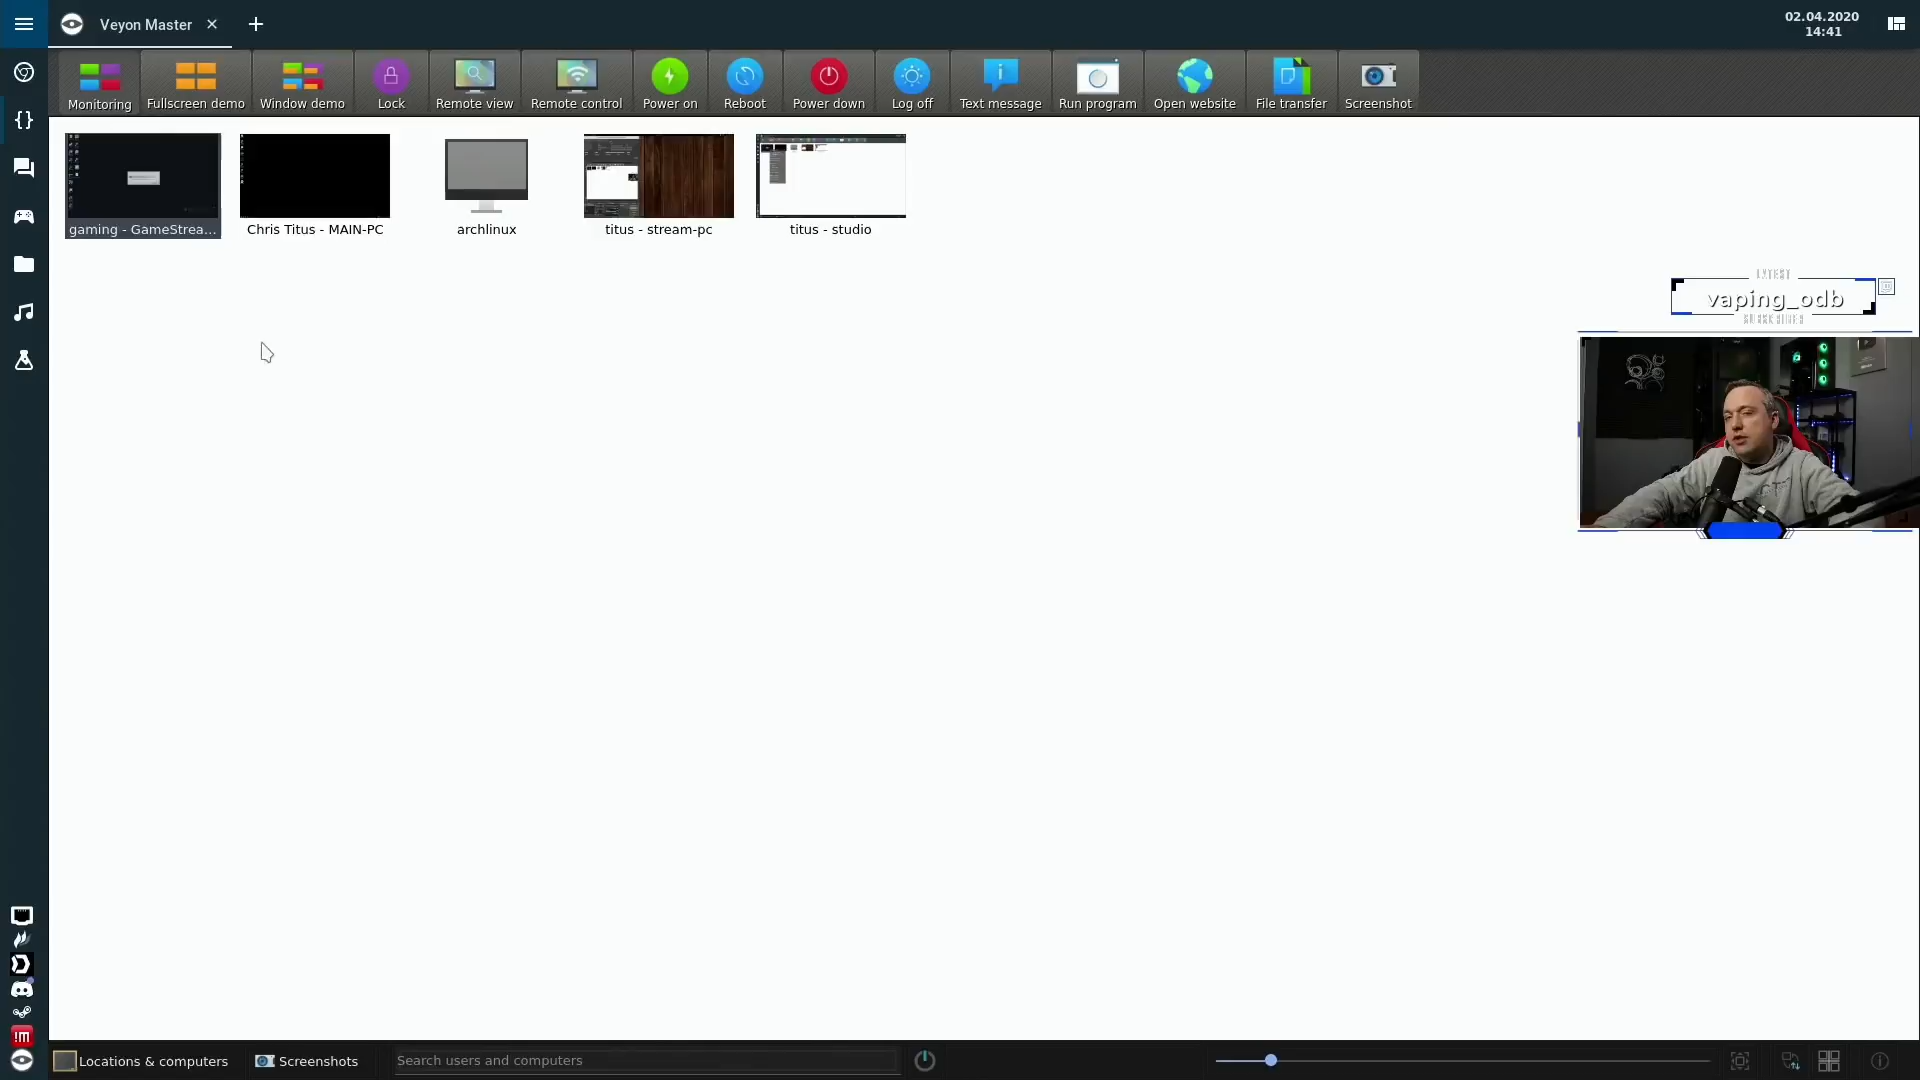 Veyon Master
02.04.2020
14:41
Monitoring
Fullscreen demo
Window demo
Lock
Remote view
Remote control
Power on
Reboot
Power down
Log off
Text message
Run program
Open website
File transfer
Screenshot
gaming - GameStrea...
Chris Titus - MAIN-PC
archlinux
titus - stream-pc
titus - studio
LATEST
vaping_odb
Locations & computers
Screenshots
Search users and computers